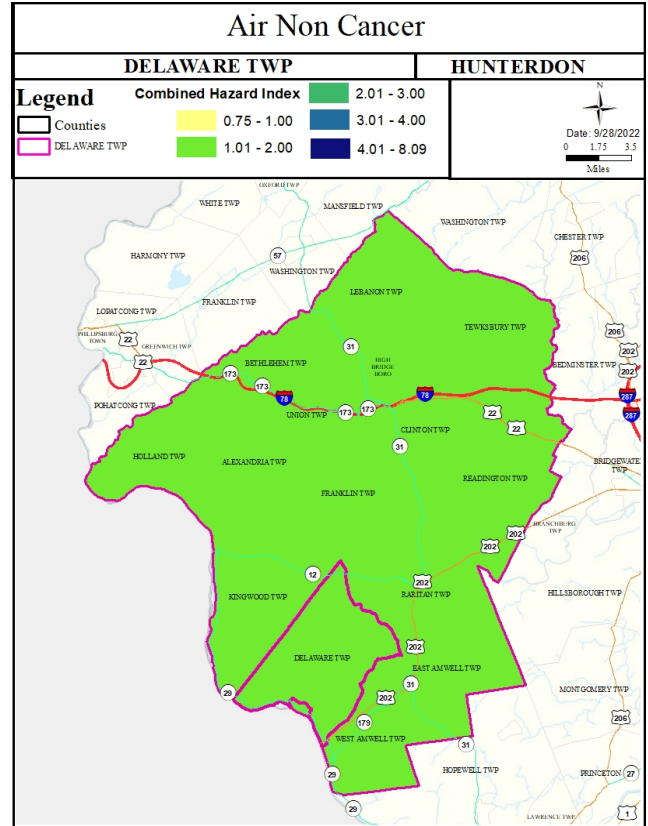 Air Non Cancer
DELAWARE TWP
HUNTERDON
Legend
Counties
DELAWARE TWP
Combined Hazard Index
0.75 - 1.00
1.01 - 2.00
2.01 - 3.00
3.01 - 4.00
4.01 - 8.09
N
Date: 9/28/2022
0 1.75 3.5
Miles
OXFORD TWP
WHITE TWP
MANSFIELD TWP
WASHINGTON TWP
CHESTER TWP
206
HARMONY TWP
57
WASHINGTON TWP
LEBANON TWP
FRANKLIN TWP
LOPATCONG TWP
TEWKSBURY TWP
206
PHILLIPSBURG
TOWN
22
GREENWICH TWP
31
202
22
BETHLEHEM TWP
HIGH
BRIDGE
BORO
BEDMINSTER TWP
202
173
173
78
78
287
POHATCONG TWP
UNION TWP
173
173
22
22
287
CLINTON TWP
31
HOLLAND TWP
ALEXANDRIA TWP
BRIDGEWATE
TWP
READINGTON TWP
FRANKLIN TWP
BRANCHBURG
TWP
202
202
12
202
KINGWOOD TWP
RARITAN TWP
HILLSBOROUGH TWP
202
DELAWARE TWP
EAST AMWELL TWP
31
29
202
MONTGOMERY TWP
179
206
WEST AMWELL TWP
31
29
HOPEWELL TWP
PRINCETON
27
29
LAWRENCE TWP
1